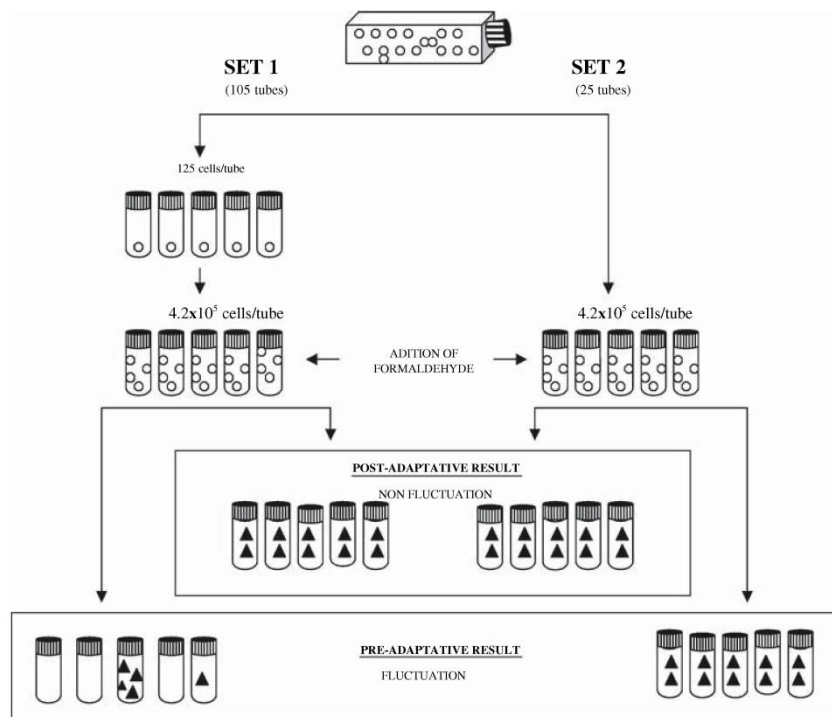 SET 1
(105 tubes)
SET 2
(25 tubes)
125 cells/tube
4.2x10⁵ cells/tube
4.2x10⁵ cells/tube
ADITION OF
FORMALDEHYDE
POST-ADAPTATIVE RESULT
NON FLUCTUATION
PRE-ADAPTATIVE RESULT
FLUCTUATION